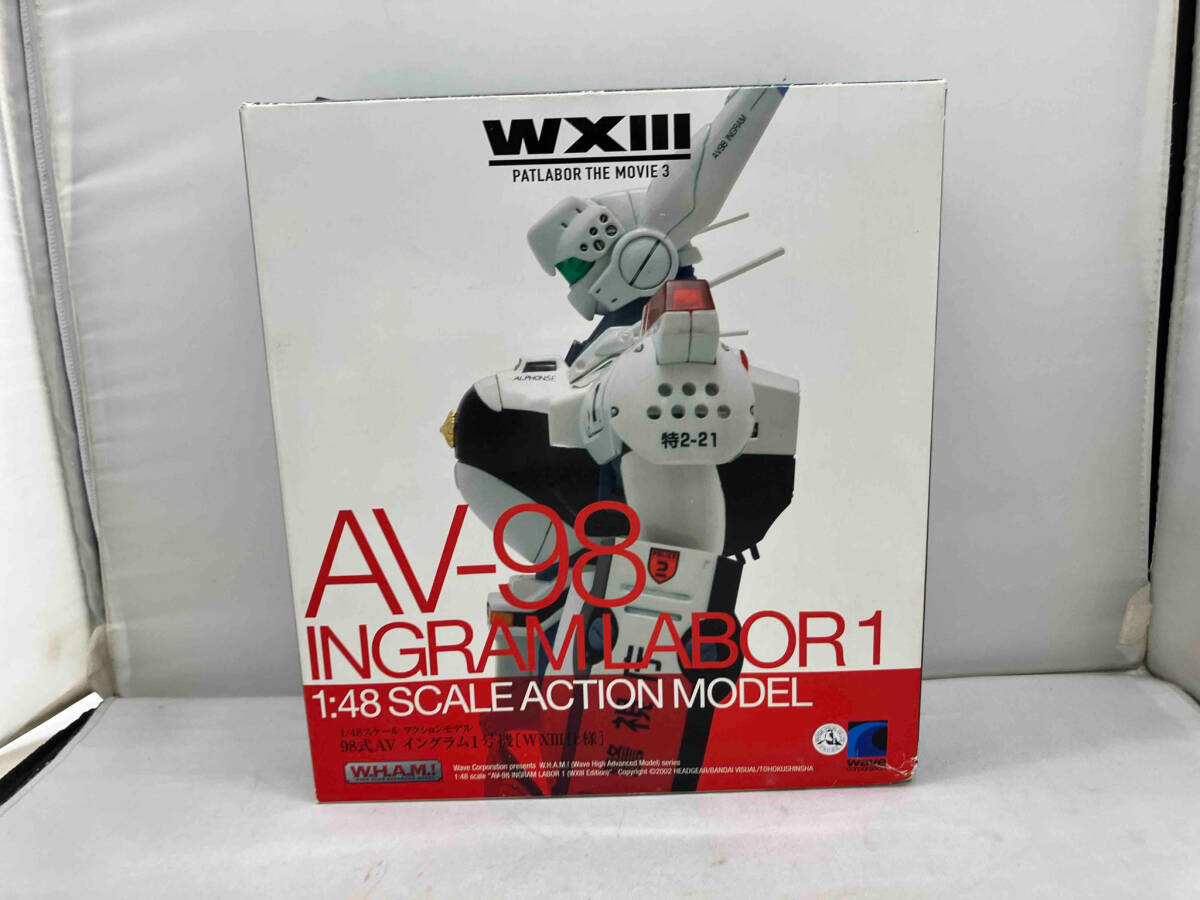 WXIII
PATLABOR THE MOVIE 3
AV98 INGRAM
ALPHONSE
特2-21
AV-98
INGRAM LABOR 1
1:48 SCALE ACTION MODEL
1/48スケール アクションモデル
98式AV イングラム1号機[WXIII仕様]
W.H.A.M.!
Wave Corporation presents W.H.A.M.! (Wave High Advanced Model) series
1:48 scale "AV-98 INGRAM LABOR 1 (WXIII Edition)" Copyright ©2002 HEADGEAR/BANDAI VISUAL/TOHOKUSHINSHA
wave